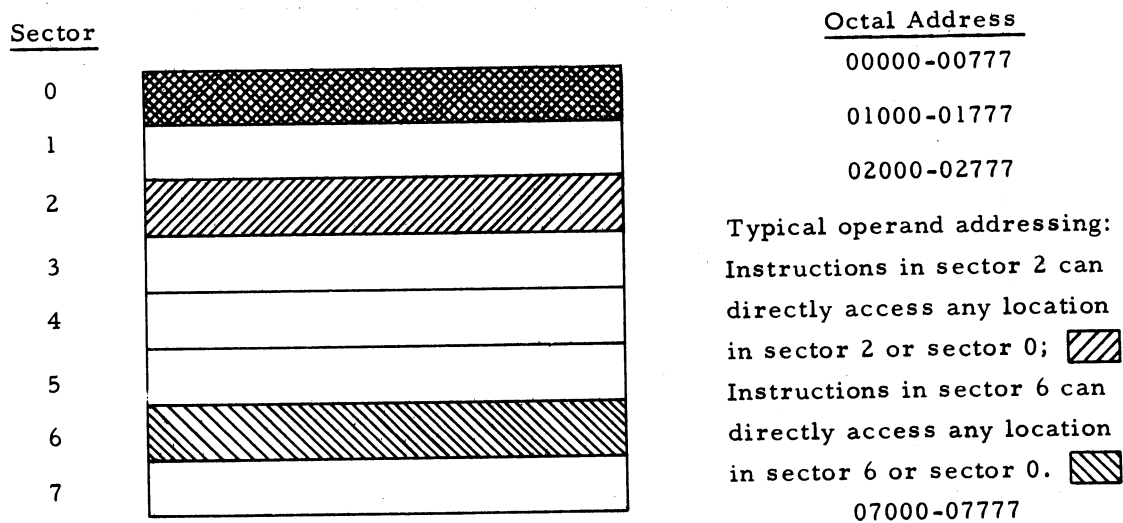 Sector
0
1
2
3
4
5
6
7
Octal Address
00000-00777
01000-01777
02000-02777
Typical operand addressing:
Instructions in sector 2 can
directly access any location
in sector 2 or sector 0;
Instructions in sector 6 can
directly access any location
in sector 6 or sector 0.
07000-07777